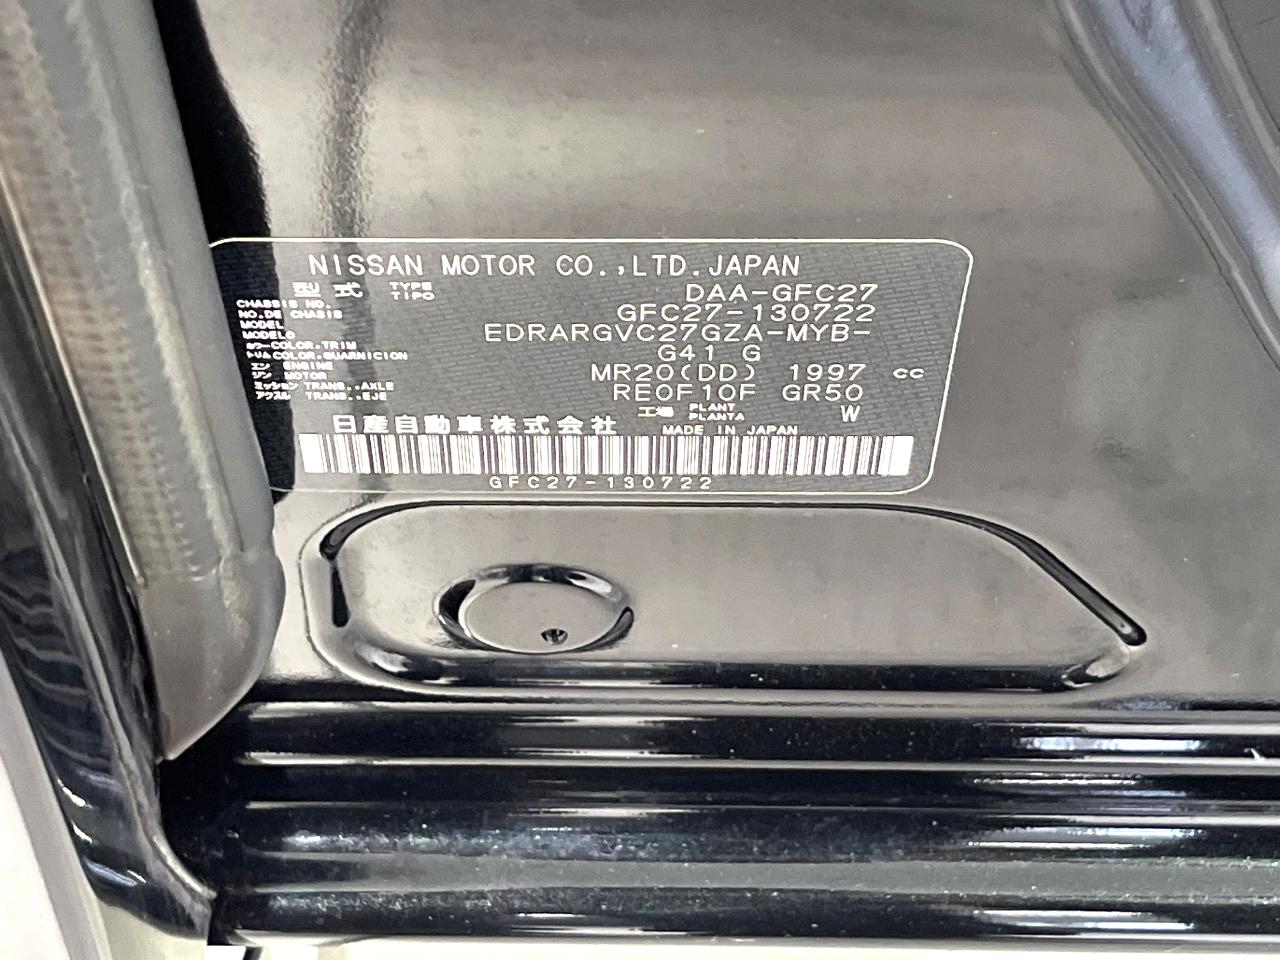 NISSAN MOTOR CO.,LTD.JAPAN
型式 TYPE TIPO DAA-GFC27
CHASSIS NO. NO.DE CHASIS GFC27-130722
MODEL MODELO EDRARGVC27GZA-MYB-
カラー COLOR,TRIM トリム COLOR,GUARNICION G41 G
エンジン ENGINE MOTOR MR20(DD) 1997 cc
ミッション TRANS.,AXLE アクスル TRANS.,EJE RE0F10F GR50
工場 PLANT PLANTA W
日産自動車株式会社 MADE IN JAPAN
GFC27-130722